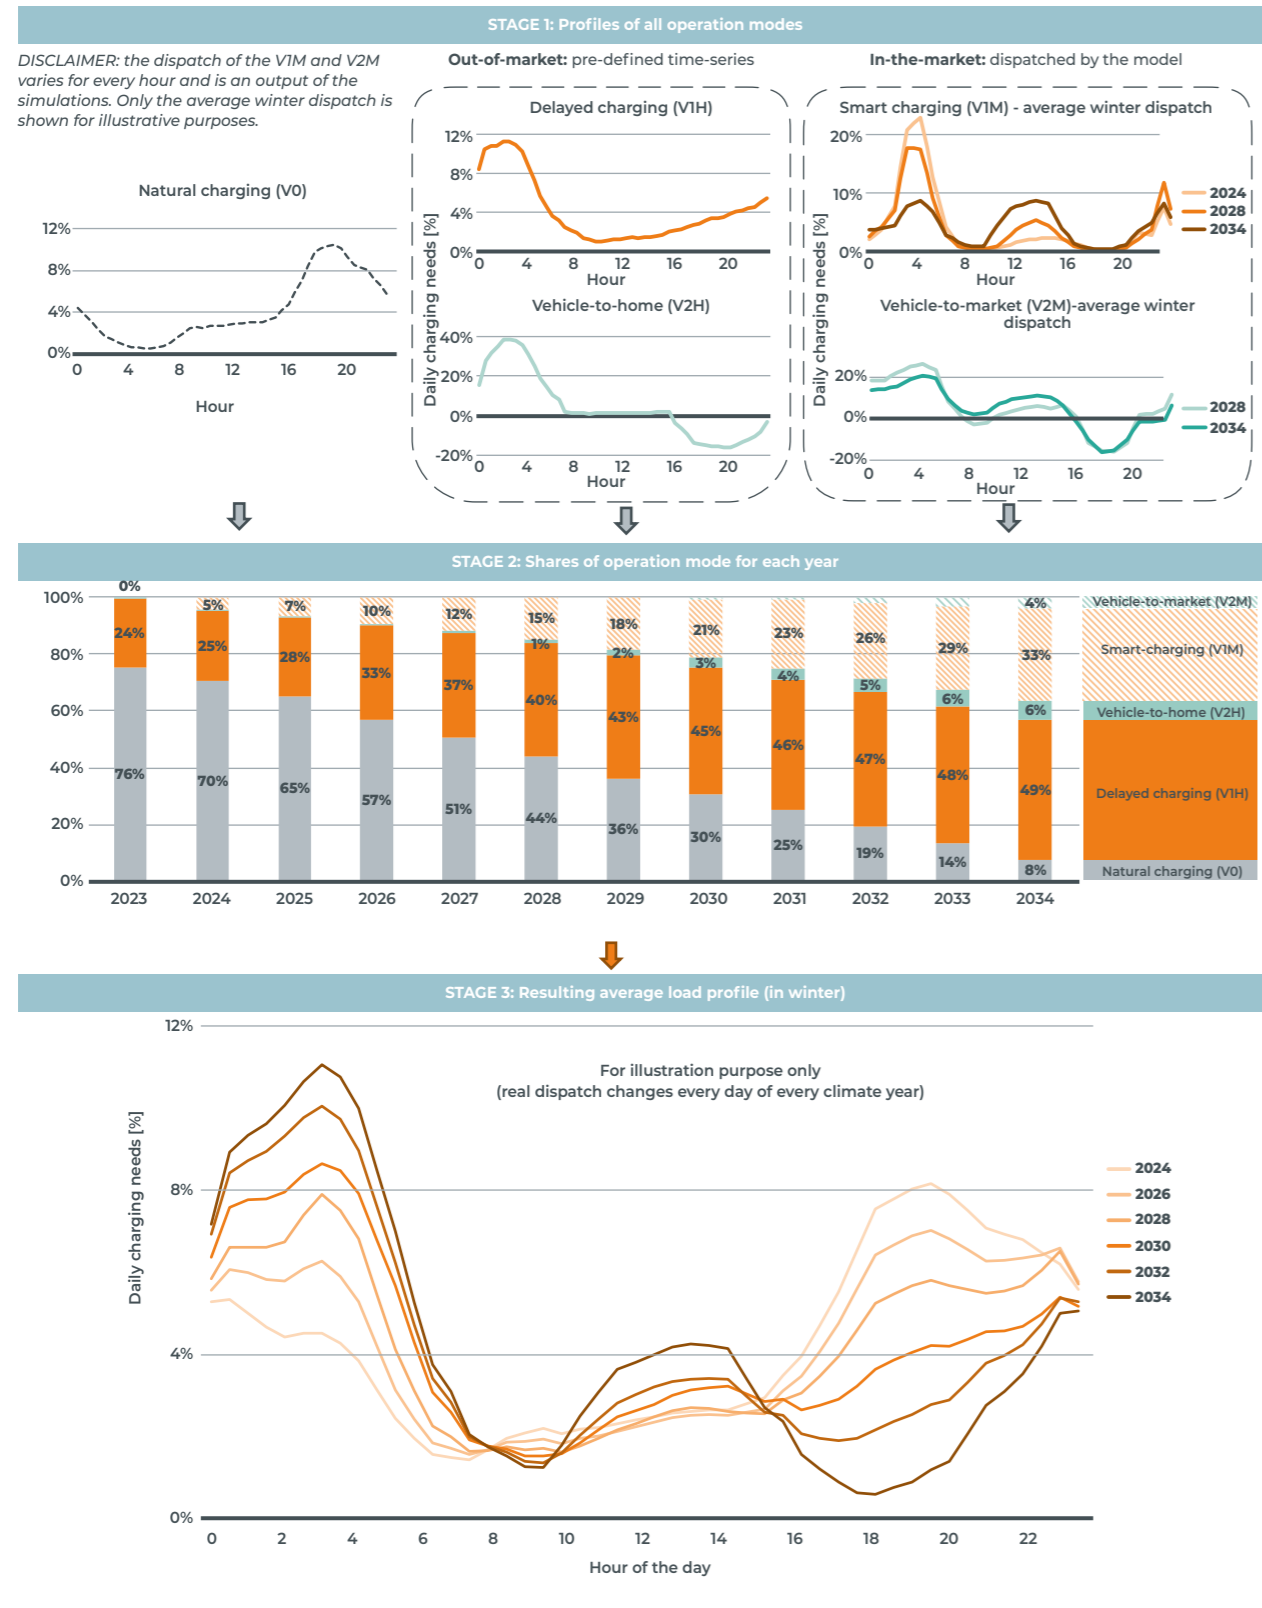 STAGE 1: Profiles of all operation modes
DISCLAIMER: the dispatch of the V1M and V2M
varies for every hour and is an output of the
simulations. Only the average winter dispatch is
shown for illustrative purposes.
Natural charging (V0)
12%
8%
4%
0%
0 4 8 12 16 20
Hour
Out-of-market: pre-defined time-series
Daily charging needs [%]
Delayed charging (V1H)
12%
8%
4%
0%
0 4 8 12 16 20
Hour
Vehicle-to-home (V2H)
40%
20%
0%
-20%
0 4 8 12 16 20
Hour
In-the-market: dispatched by the model
Daily charging needs [%]
Smart charging (V1M) - average winter dispatch
20%
10%
0%
0 4 8 12 16 20
Hour
2024
2028
2034
Vehicle-to-market (V2M)-average winter
dispatch
20%
0%
-20%
0 4 8 12 16 20
Hour
2028
2034
STAGE 2: Shares of operation mode for each year
100%
80%
60%
40%
20%
0%
0%
24%
76%
5%
25%
70%
7%
28%
65%
10%
33%
57%
12%
37%
51%
15%
1%
40%
44%
18%
2%
43%
36%
21%
3%
45%
30%
23%
4%
46%
25%
26%
5%
47%
19%
29%
6%
48%
14%
4%
33%
6%
49%
8%
Vehicle-to-market (V2M)
Smart-charging (V1M)
Vehicle-to-home (V2H)
Delayed charging (V1H)
Natural charging (V0)
2023 2024 2025 2026 2027 2028 2029 2030 2031 2032 2033 2034
STAGE 3: Resulting average load profile (in winter)
For illustration purpose only
(real dispatch changes every day of every climate year)
Daily charging needs [%]
12%
8%
4%
0%
0 2 4 6 8 10 12 14 16 18 20 22
Hour of the day
2024
2026
2028
2030
2032
2034